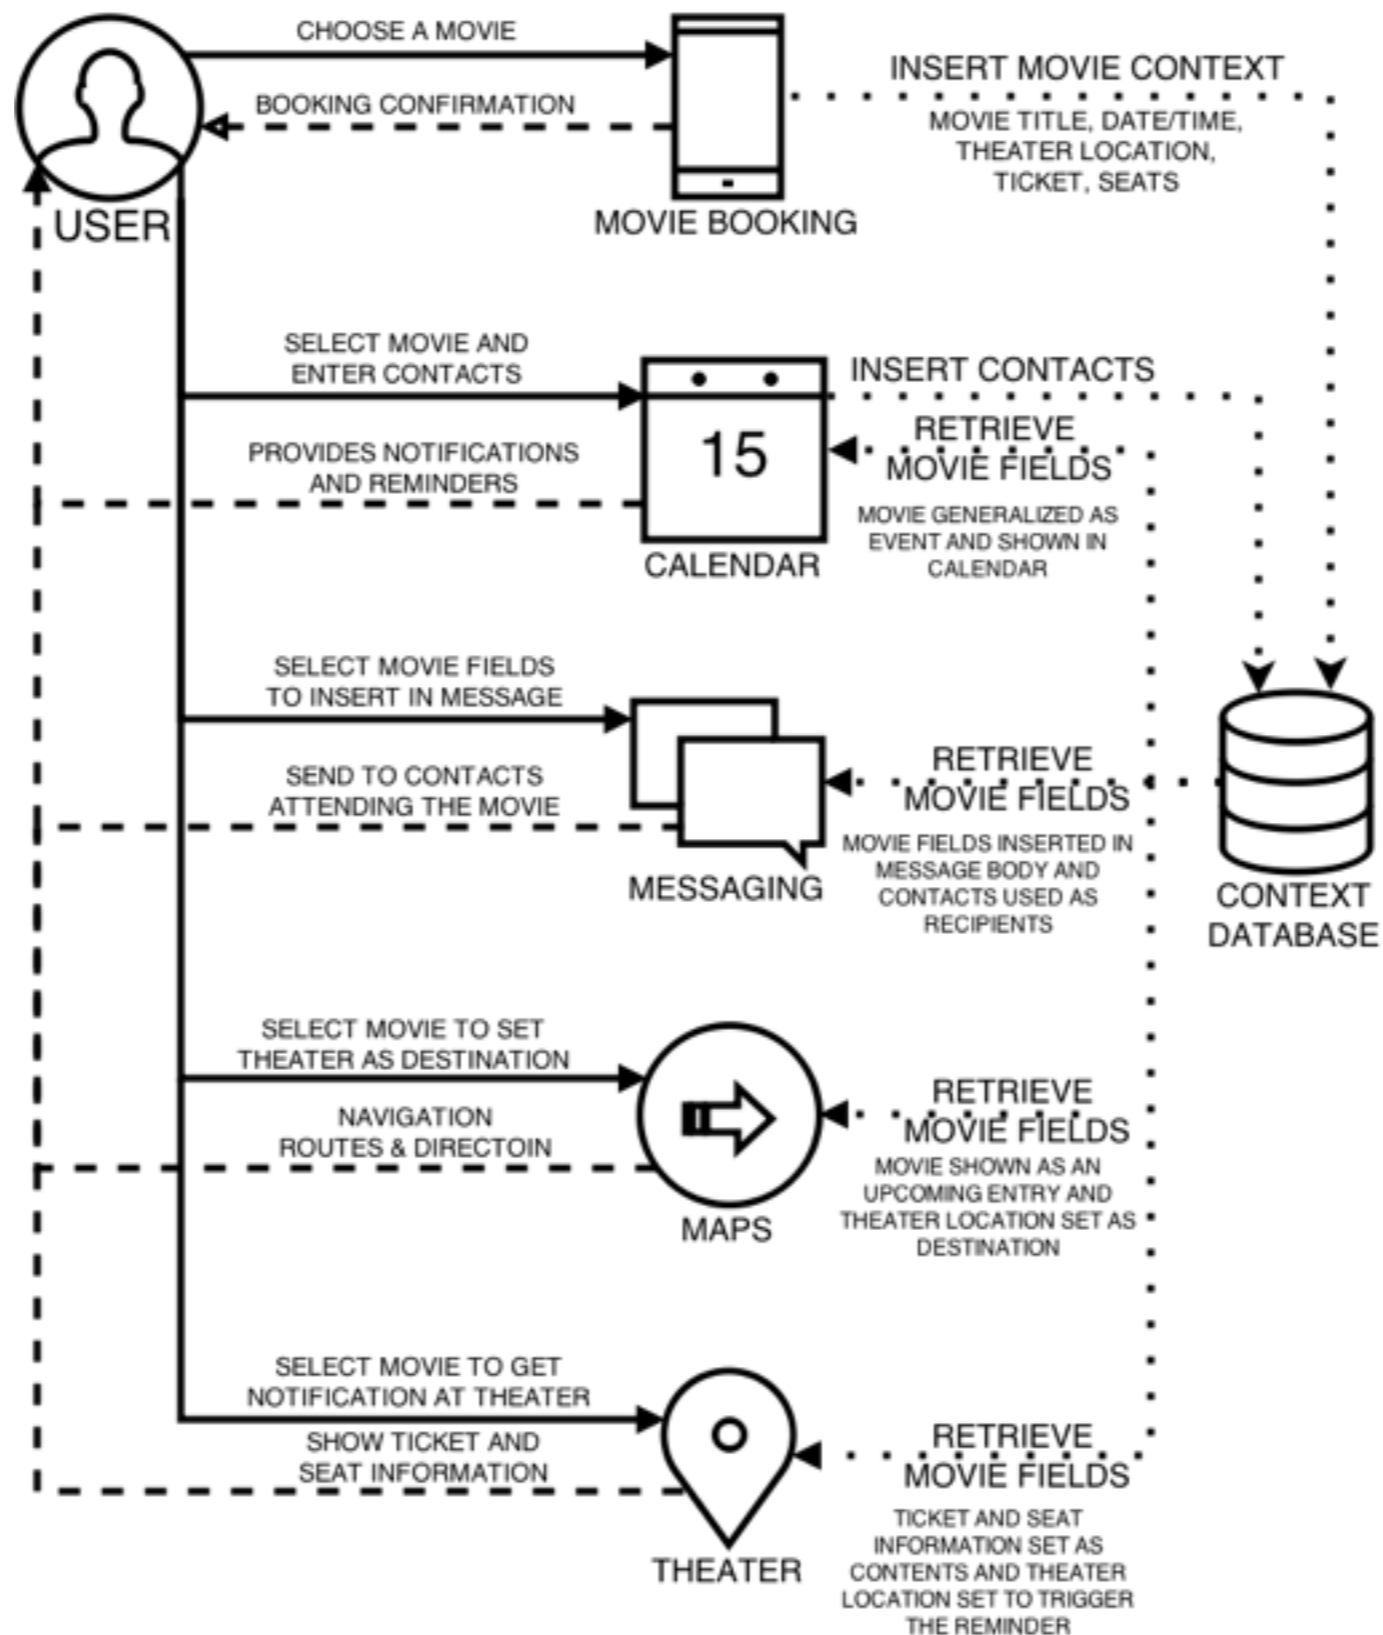 CHOOSE A MOVIE
BOOKING CONFIRMATION
USER
MOVIE BOOKING
INSERT MOVIE CONTEXT
MOVIE TITLE, DATE/TIME,
THEATER LOCATION,
TICKET, SEATS
SELECT MOVIE AND
ENTER CONTACTS
PROVIDES NOTIFICATIONS
AND REMINDERS
15
CALENDAR
INSERT CONTACTS
RETRIEVE
MOVIE FIELDS
MOVIE GENERALIZED AS
EVENT AND SHOWN IN
CALENDAR
SELECT MOVIE FIELDS
TO INSERT IN MESSAGE
SEND TO CONTACTS
ATTENDING THE MOVIE
MESSAGING
RETRIEVE
MOVIE FIELDS
MOVIE FIELDS INSERTED IN
MESSAGE BODY AND
CONTACTS USED AS
RECIPIENTS
CONTEXT
DATABASE
SELECT MOVIE TO SET
THEATER AS DESTINATION
NAVIGATION
ROUTES & DIRECTOIN
MAPS
RETRIEVE
MOVIE FIELDS
MOVIE SHOWN AS AN
UPCOMING ENTRY AND
THEATER LOCATION SET AS
DESTINATION
SELECT MOVIE TO GET
NOTIFICATION AT THEATER
SHOW TICKET AND
SEAT INFORMATION
THEATER
RETRIEVE
MOVIE FIELDS
TICKET AND SEAT
INFORMATION SET AS
CONTENTS AND THEATER
LOCATION SET TO TRIGGER
THE REMINDER